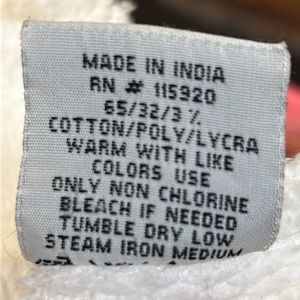 MADE IN INDIA
RN # 115920
65/32/3 %
COTTON/POLY/LYCRA
WARM WITH LIKE
COLORS USE
ONLY NON CHLORINE
BLEACH IF NEEDED
TUMBLE DRY LOW
STEAM IRON MEDIUM